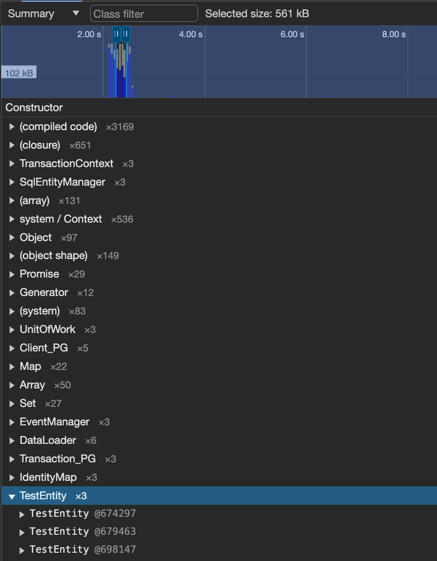 Summary ▼ Class filter Selected size: 561 kB
2.00 s 4.00 s 6.00 s 8.00 s
102 kB
Constructor
▶ (compiled code) ×3169
▶ (closure) ×651
▶ TransactionContext ×3
▶ SqlEntityManager ×3
▶ (array) ×131
▶ system / Context ×536
▶ Object ×97
▶ (object shape) ×149
▶ Promise ×29
▶ Generator ×12
▶ (system) ×83
▶ UnitOfWork ×3
▶ Client_PG ×5
▶ Map ×22
▶ Array ×50
▶ Set ×27
▶ EventManager ×3
▶ DataLoader ×6
▶ Transaction_PG ×3
▶ IdentityMap ×3
▼ TestEntity ×3
▶ TestEntity @674297
▶ TestEntity @679463
▶ TestEntity @698147